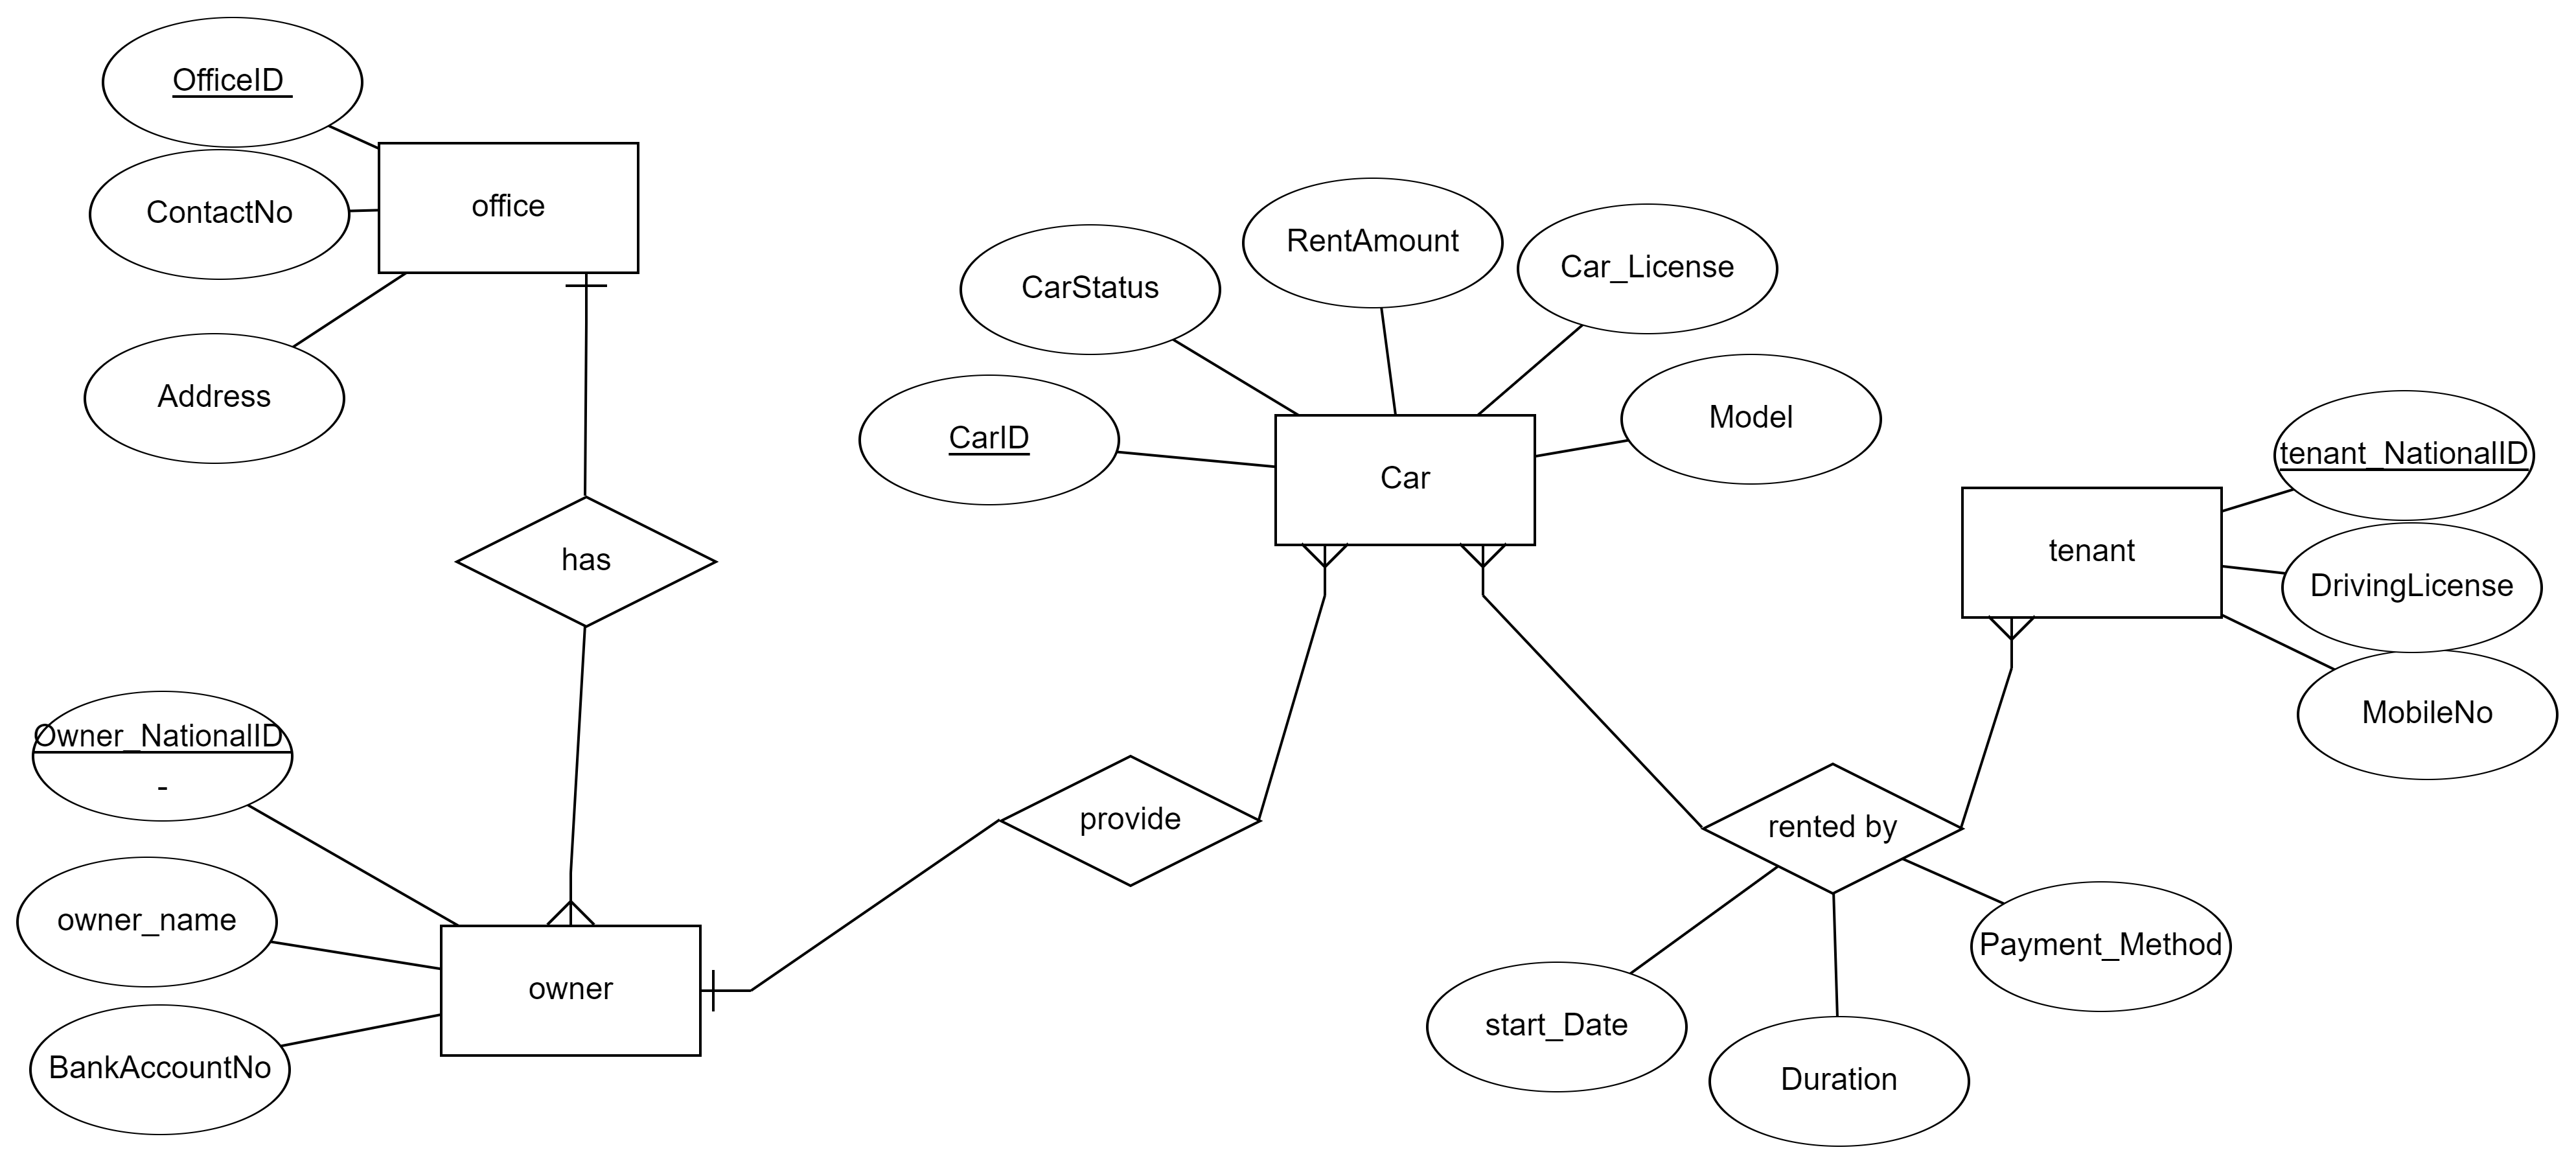 OfficeID
ContactNo
office
Address
has
Owner_NationalID
-
owner_name
BankAccountNo
owner
provide
CarStatus
RentAmount
Car_License
CarID
Model
Car
tenant_NationalID
tenant
DrivingLicense
MobileNo
rented by
start_Date
Duration
Payment_Method